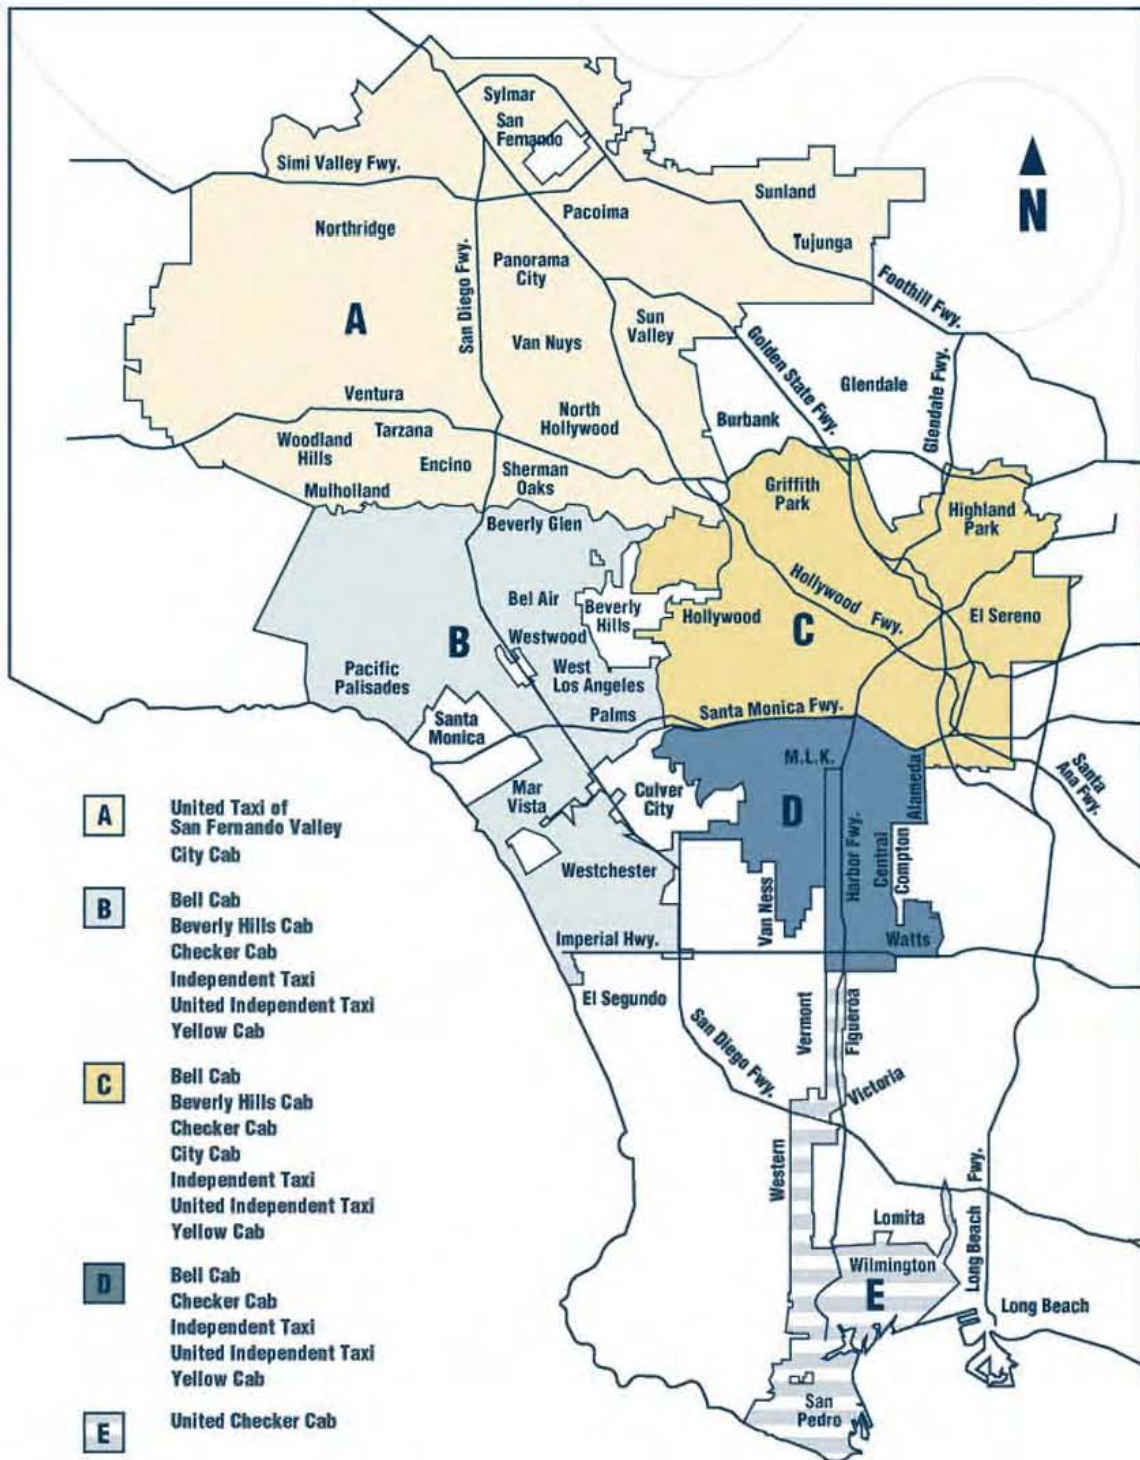 Sylmar
San
Fernando
Simi Valley Fwy.
Sunland
Pacoima
N
Northridge
Tujunga
San Diego Fwy.
Panorama
City
Foothill Fwy.
A
Sun
Valley
Van Nuys
Golden State Fwy.
Glendale
Glendale Fwy.
Ventura
North
Hollywood
Burbank
Tarzana
Woodland
Hills
Encino
Sherman
Oaks
Mulholland
Griffith
Park
Highland
Park
Beverly Glen
Bel Air
Beverly
Hills
Hollywood
Hollywood Fwy.
C
El Sereno
B
Westwood
West
Los Angeles
Pacific
Palisades
Palms
Santa Monica Fwy.
Santa
Monica
M.L.K.
Alameda
Santa
Ana Fwy.
Mar
Vista
Culver
City
D
Harbor Fwy.
Central
Compton
Westchester
Van Ness
Watts
Imperial Hwy.
El Segundo
San Diego Fwy.
Vermont
Figueroa
Victoria
Western
Lomita
Long Beach Fwy.
Wilmington
E
Long Beach
San
Pedro
A
United Taxi of
San Fernando Valley
City Cab
B
Bell Cab
Beverly Hills Cab
Checker Cab
Independent Taxi
United Independent Taxi
Yellow Cab
C
Bell Cab
Beverly Hills Cab
Checker Cab
City Cab
Independent Taxi
United Independent Taxi
Yellow Cab
D
Bell Cab
Checker Cab
Independent Taxi
United Independent Taxi
Yellow Cab
E
United Checker Cab